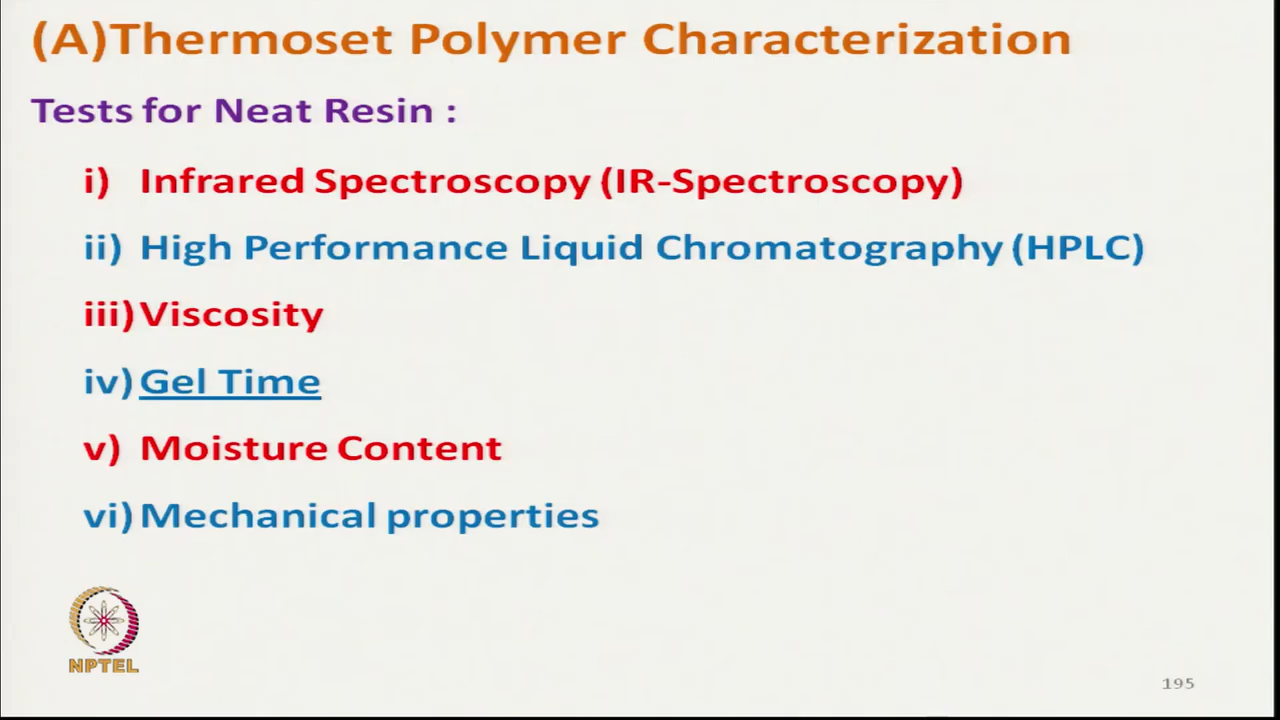 (A)Thermoset Polymer Characterization
Tests for Neat Resin :
i) Infrared Spectroscopy (IR-Spectroscopy)
ii) High Performance Liquid Chromatography (HPLC)
iii) Viscosity
iv) Gel Time
v) Moisture Content
vi) Mechanical properties
NPTEL
195